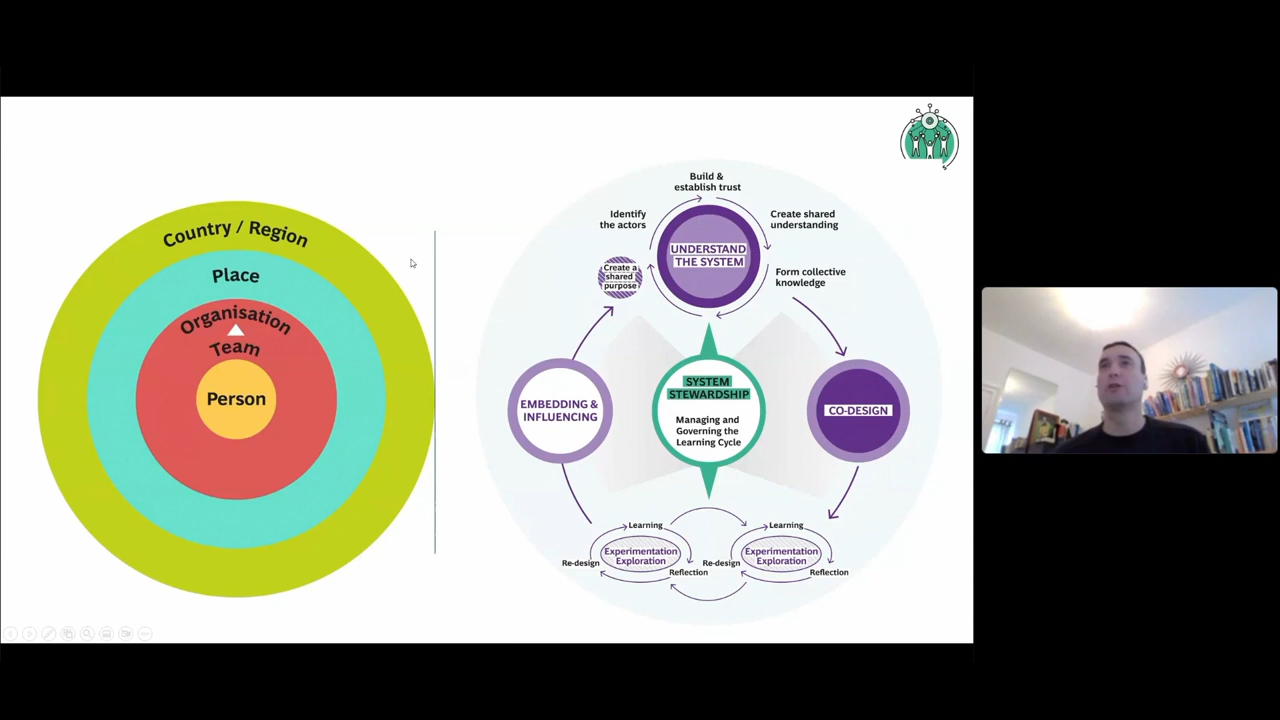 Country / Region
Place
Organisation
Team
Person
Build &
establish trust
Identify
the actors
Create shared
understanding
UNDERSTAND
THE SYSTEM
Create a
shared
purpose
Form collective
knowledge
SYSTEM
STEWARDSHIP
Managing and
Governing the
Learning Cycle
EMBEDDING &
INFLUENCING
CO-DESIGN
Learning
Experimentation
Exploration
Re-design
Reflection
Learning
Experimentation
Exploration
Re-design
Reflection